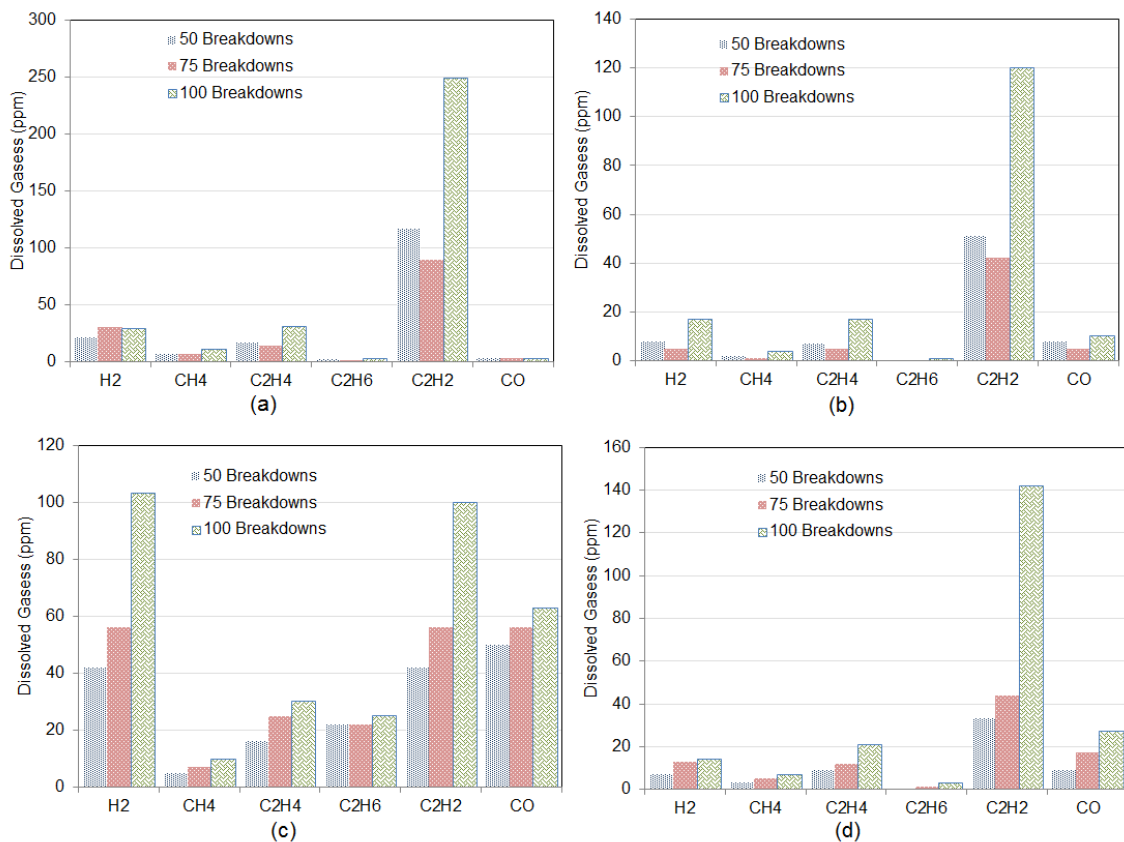 300
250
200
150
100
50
0
Dissolved Gasess (ppm)
50 Breakdowns
75 Breakdowns
100 Breakdowns
H2 CH4 C2H4 C2H6 C2H2 CO
(a)
140
120
100
80
60
40
20
0
Dissolved Gasess (ppm)
50 Breakdowns
75 Breakdowns
100 Breakdowns
H2 CH4 C2H4 C2H6 C2H2 CO
(b)
120
100
80
60
40
20
0
Dissolved Gasess (ppm)
50 Breakdowns
75 Breakdowns
100 Breakdowns
H2 CH4 C2H4 C2H6 C2H2 CO
(c)
160
140
120
100
80
60
40
20
0
Dissolved Gasess (ppm)
50 Breakdowns
75 Breakdowns
100 Breakdowns
H2 CH4 C2H4 C2H6 C2H2 CO
(d)